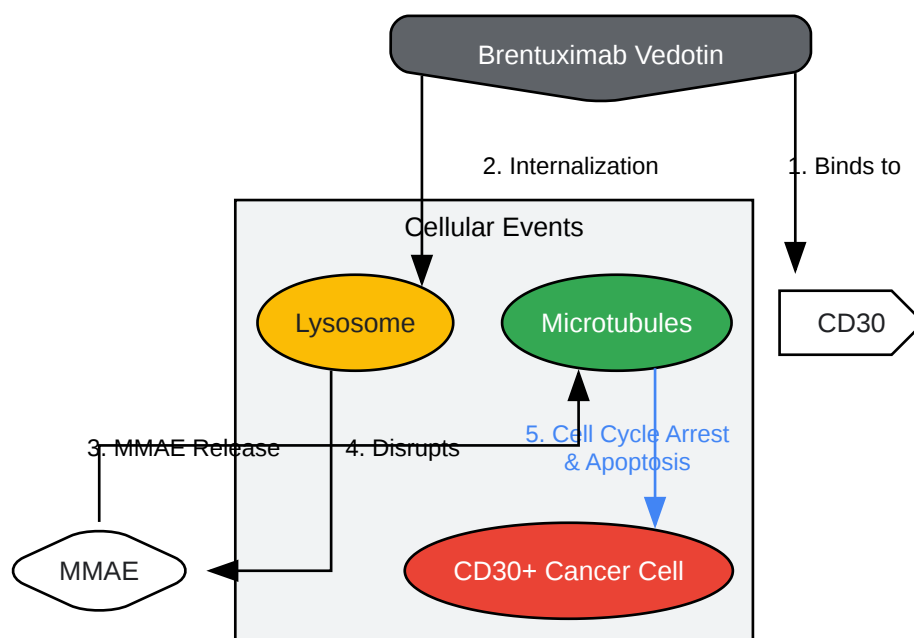 Brentuximab Vedotin
2. Internalization
1. Binds to
Cellular Events
Lysosome
Microtubules
CD30
3. MMAE Release
4. Disrupts
5. Cell Cycle Arrest
& Apoptosis
MMAE
CD30+ Cancer Cell